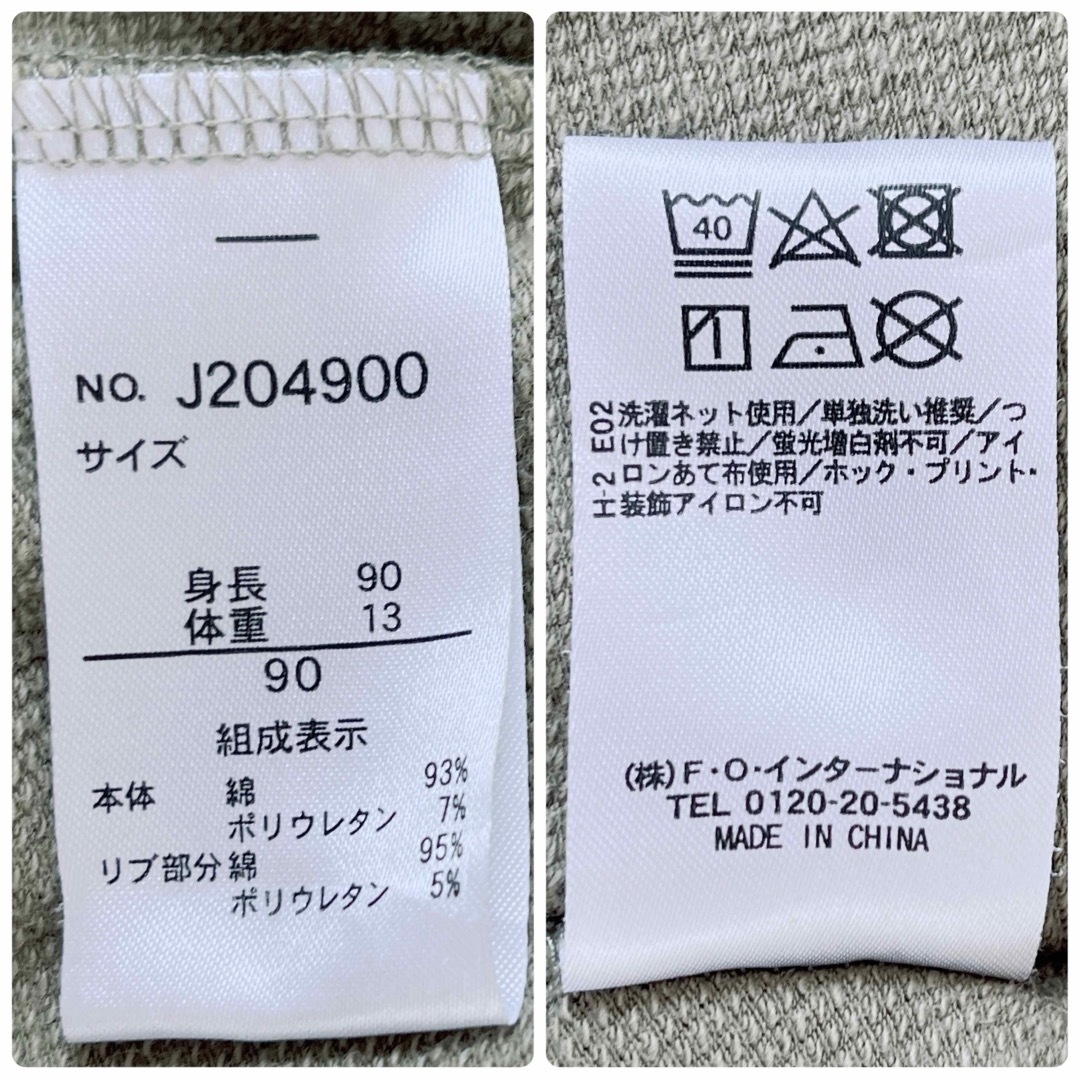 NO. J204900
サイズ
身長 90
体重 13
90
組成表示
本体 綿 93%
ポリウレタン 7%
リブ部分 綿 95%
ポリウレタン 5%
40
E02
H-2
洗濯ネット使用/単独洗い推奨/つ
け置き禁止/蛍光増白剤不可/アイ
ロンあて布使用/ホック・プリント・
装飾アイロン不可
(株)F・O・インターナショナル
TEL 0120-20-5438
MADE IN CHINA